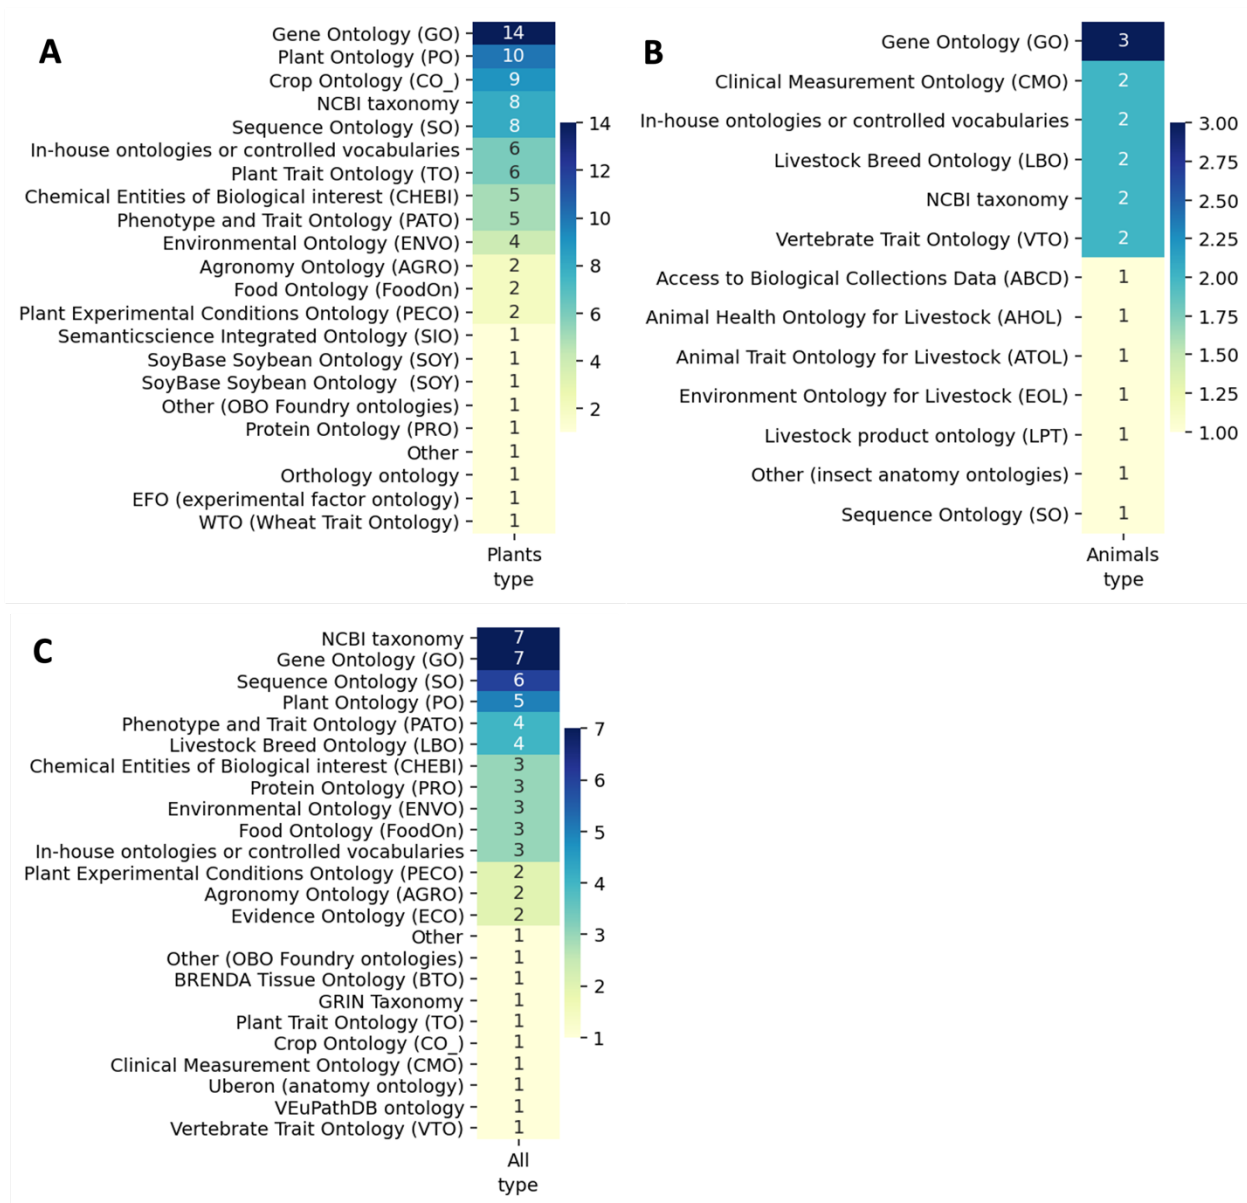 A
Gene Ontology (GO) 14
Plant Ontology (PO) 10
Crop Ontology (CO_) 9
NCBI taxonomy 8
Sequence Ontology (SO) 8
In-house ontologies or controlled vocabularies 6
Plant Trait Ontology (TO) 6
Chemical Entities of Biological interest (CHEBI) 5
Phenotype and Trait Ontology (PATO) 5
Environmental Ontology (ENVO) 4
Agronomy Ontology (AGRO) 2
Food Ontology (FoodOn) 2
Plant Experimental Conditions Ontology (PECO) 2
Semanticscience Integrated Ontology (SIO) 1
SoyBase Soybean Ontology (SOY) 1
SoyBase Soybean Ontology  (SOY) 1
Other (OBO Foundry ontologies) 1
Protein Ontology (PRO) 1
Other 1
Orthology ontology 1
EFO (experimental factor ontology) 1
WTO (Wheat Trait Ontology) 1
Plants
type
14
12
10
8
6
4
2
B
Gene Ontology (GO) 3
Clinical Measurement Ontology (CMO) 2
In-house ontologies or controlled vocabularies 2
Livestock Breed Ontology (LBO) 2
NCBI taxonomy 2
Vertebrate Trait Ontology (VTO) 2
Access to Biological Collections Data (ABCD) 1
Animal Health Ontology for Livestock (AHOL) 1
Animal Trait Ontology for Livestock (ATOL) 1
Environment Ontology for Livestock (EOL) 1
Livestock product ontology (LPT) 1
Other (insect anatomy ontologies) 1
Sequence Ontology (SO) 1
Animals
type
3.00
2.75
2.50
2.25
2.00
1.75
1.50
1.25
1.00
C
NCBI taxonomy 7
Gene Ontology (GO) 7
Sequence Ontology (SO) 6
Plant Ontology (PO) 5
Phenotype and Trait Ontology (PATO) 4
Livestock Breed Ontology (LBO) 4
Chemical Entities of Biological interest (CHEBI) 3
Protein Ontology (PRO) 3
Environmental Ontology (ENVO) 3
Food Ontology (FoodOn) 3
In-house ontologies or controlled vocabularies 3
Plant Experimental Conditions Ontology (PECO) 2
Agronomy Ontology (AGRO) 2
Evidence Ontology (ECO) 2
Other 1
Other (OBO Foundry ontologies) 1
BRENDA Tissue Ontology (BTO) 1
GRIN Taxonomy 1
Plant Trait Ontology (TO) 1
Crop Ontology (CO_) 1
Clinical Measurement Ontology (CMO) 1
Uberon (anatomy ontology) 1
VEuPathDB ontology 1
Vertebrate Trait Ontology (VTO) 1
All
type
7
6
5
4
3
2
1